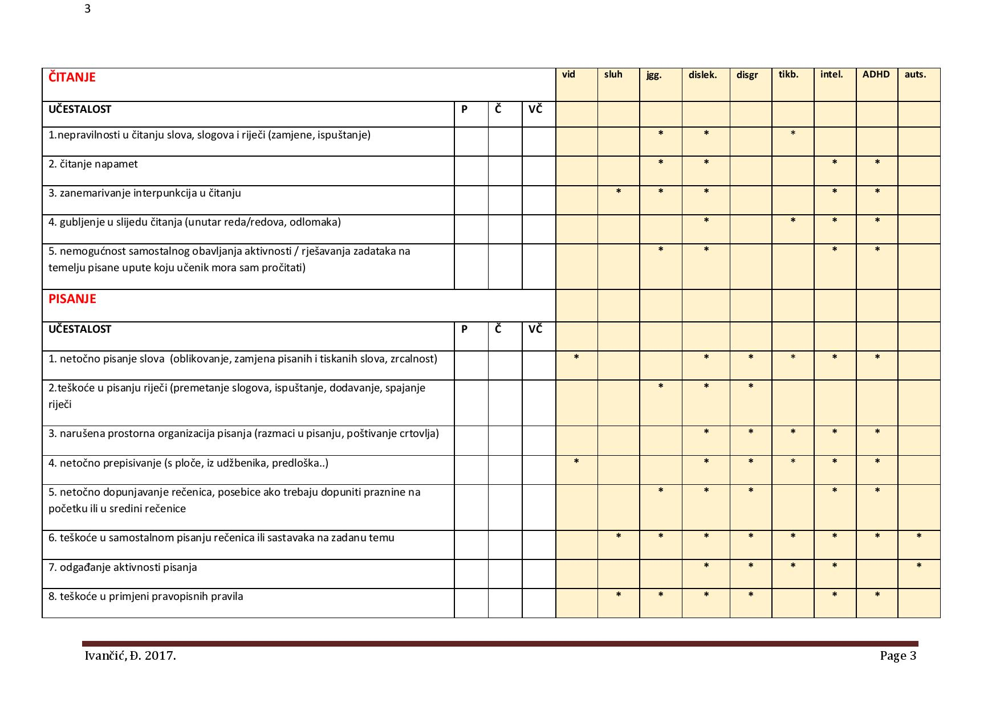 3
ČITANJE vid sluh jgg. dislek. disgr tikb. intel. ADHD auts.
UČESTALOST P Č VČ
1.nepravilnosti u čitanju slova, slogova i riječi (zamjene, ispuštanje) * * *
2. čitanje napamet * * * *
3. zanemarivanje interpunkcija u čitanju * * * * *
4. gubljenje u slijedu čitanja (unutar reda/redova, odlomaka) * * * *
5. nemogućnost samostalnog obavljanja aktivnosti / rješavanja zadataka na * * * *
temelju pisane upute koju učenik mora sam pročitati)
PISANJE
UČESTALOST P Č VČ
1. netočno pisanje slova  (oblikovanje, zamjena pisanih i tiskanih slova, zrcalnost) * * * * * *
2.teškoće u pisanju riječi (premetanje slogova, ispuštanje, dodavanje, spajanje * * *
riječi
3. narušena prostorna organizacija pisanja (razmaci u pisanju, poštivanje crtovlja) * * * * *
4. netočno prepisivanje (s ploče, iz udžbenika, predloška..) * * * * * *
5. netočno dopunjavanje rečenica, posebice ako trebaju dopuniti praznine na * * * * *
početku ili u sredini rečenice
6. teškoće u samostalnom pisanju rečenica ili sastavaka na zadanu temu * * * * * * * *
7. odgađanje aktivnosti pisanja * * * * *
8. teškoće u primjeni pravopisnih pravila * * * * * *
Ivančić, Đ. 2017. Page 3